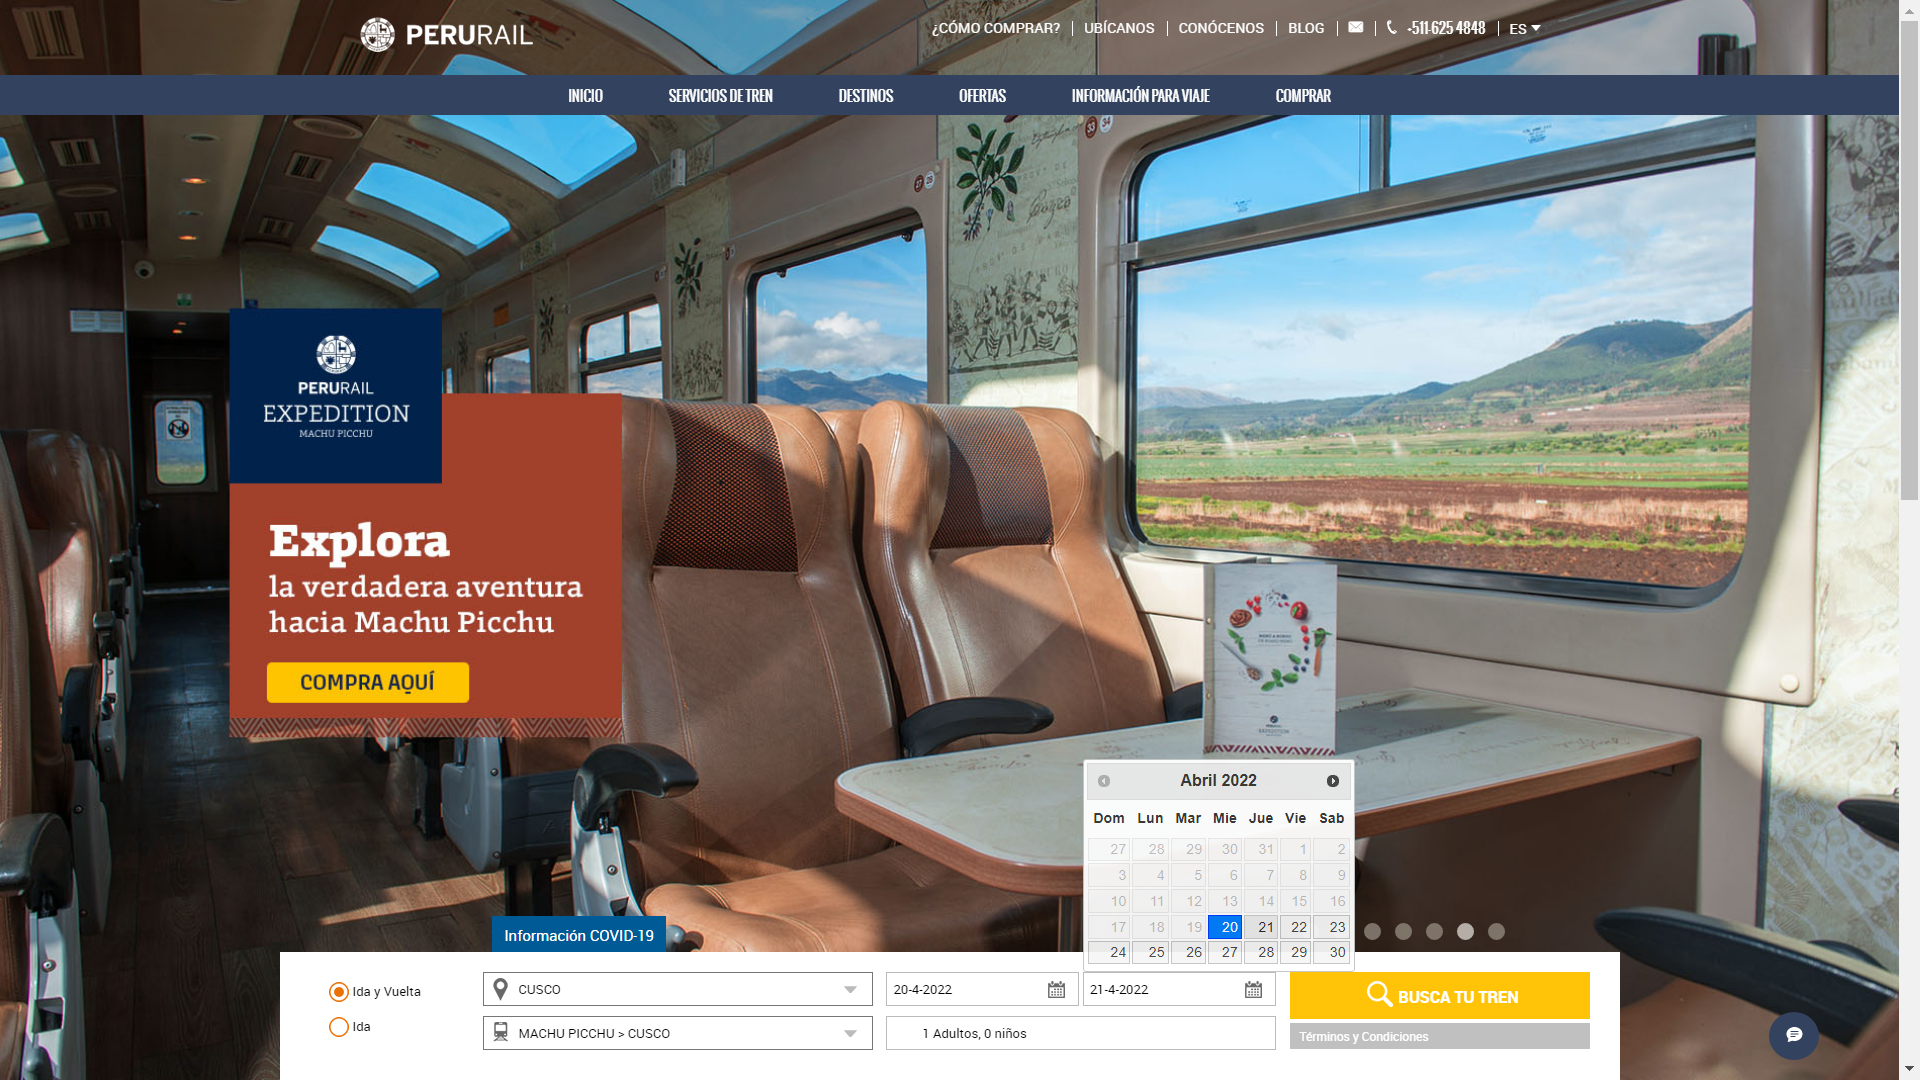 PERURAIL
¿CÓMO COMPRAR?
UBÍCANOS
CONÓCENOS
BLOG
+511-625 4848
ES
INICIO
SERVICIOS DE TREN
DESTINOS
OFERTAS
INFORMACIÓN PARA VIAJE
COMPRAR
33 34
PERURAIL
EXPEDITION
MACHU PICCHU
Explora
la verdadera aventura
hacia Machu Picchu
COMPRA AQUÍ
Abril 2022
Dom Lun Mar Mie Jue Vie Sab
27 28 29 30 31 1 2
3 4 5 6 7 8 9
10 11 12 13 14 15 16
17 18 19 20 21 22 23
24 25 26 27 28 29 30
Información COVID-19
Ida y Vuelta
Ida
CUSCO
MACHU PICCHU > CUSCO
20-4-2022
21-4-2022
1 Adultos, 0 niños
BUSCA TU TREN
Términos y Condiciones